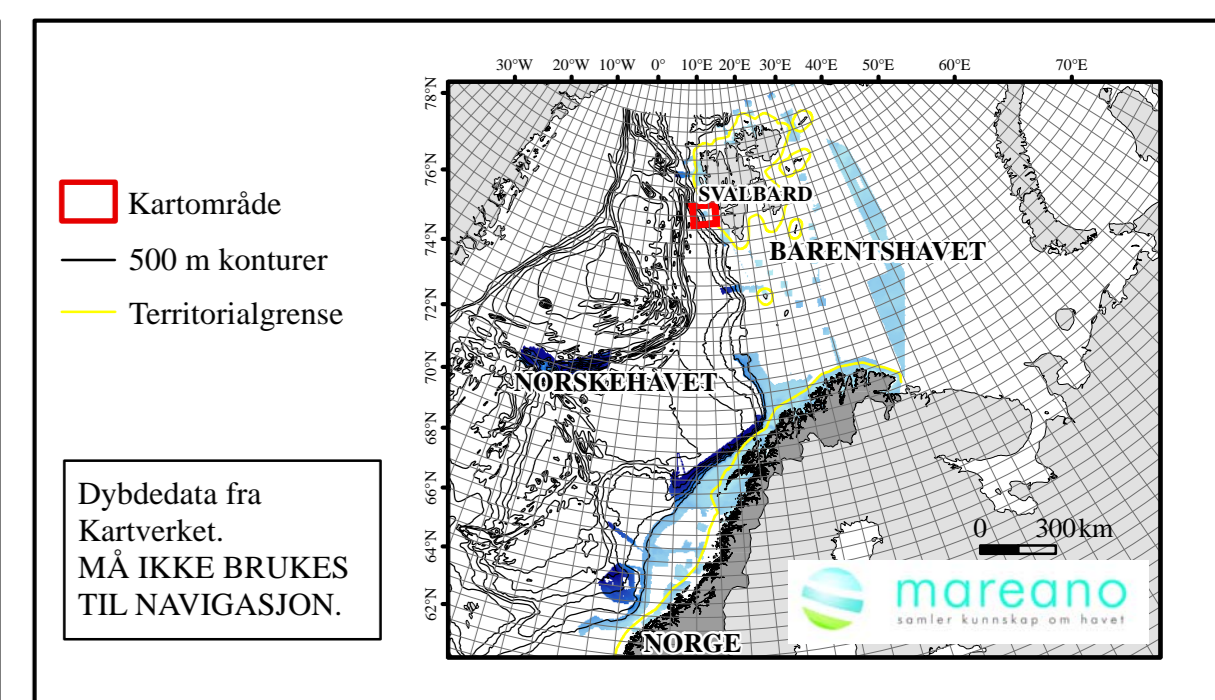 30°W 20°W 10°W 0° 10°E 20°E 30°E 40°E 50°E 60°E 70°E
78°N
76°N
74°N
72°N
70°N
68°N
66°N
64°N
62°N
Kartområde
500 m konturer
Territorialgrense
SVALBARD
BARENTSHAVET
NORSKEHAVET
NORGE
0 300 km
mareano
samler kunnskap om havet
Dybdedata fra
Kartverket.
MÅ IKKE BRUKES
TIL NAVIGASJON.